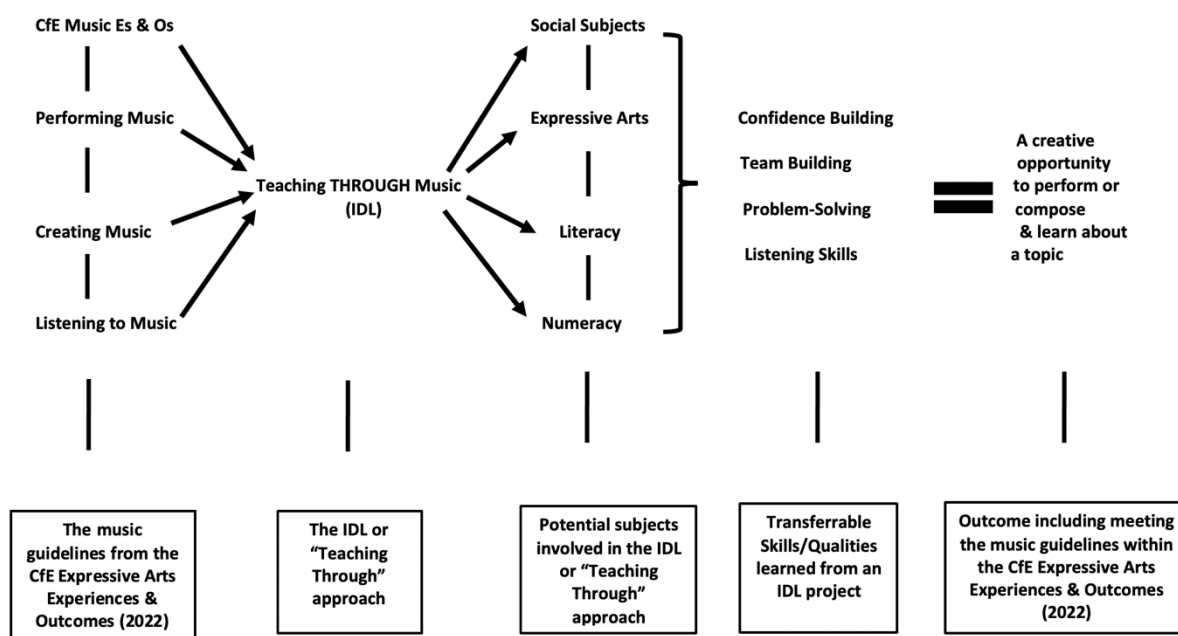 CfE Music Es & Os
Performing Music
Creating Music
Listening to Music
Teaching THROUGH Music
(IDL)
Social Subjects
Expressive Arts
Literacy
Numeracy
Confidence Building
Team Building
Problem-Solving
Listening Skills
A creative
opportunity
to perform or
compose
& learn about
a topic
The music
guidelines from the
CfE Expressive Arts
Experiences &
Outcomes (2022)
The IDL or
“Teaching
Through”
approach
Potential subjects
involved in the IDL
or “Teaching
Through”
approach
Transferrable
Skills/Qualities
learned from an
IDL project
Outcome including meeting
the music guidelines within
the CfE Expressive Arts
Experiences & Outcomes
(2022)